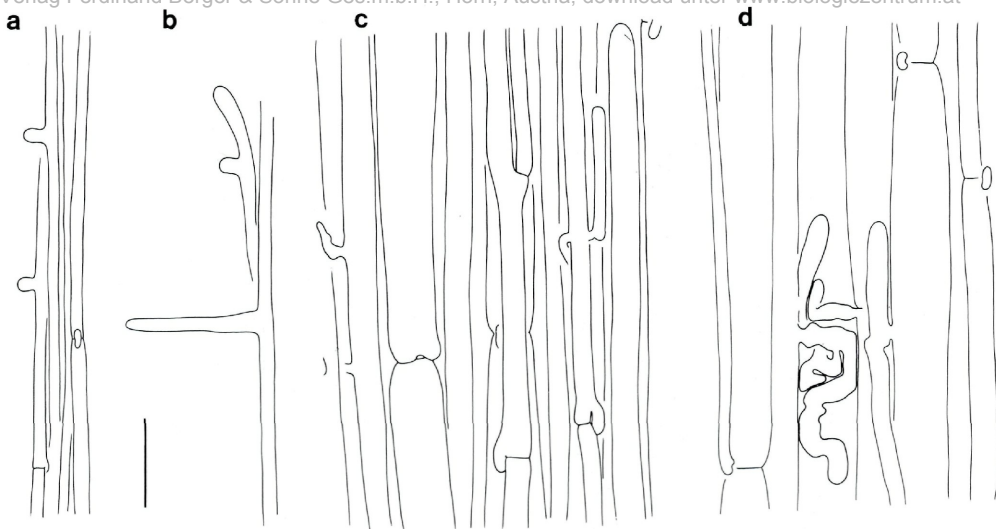 Verlag Ferdinand Berger & Söhne Ges.m.b.H., Horn, Austria, download unter www.biologiezentrum.at
a b c d